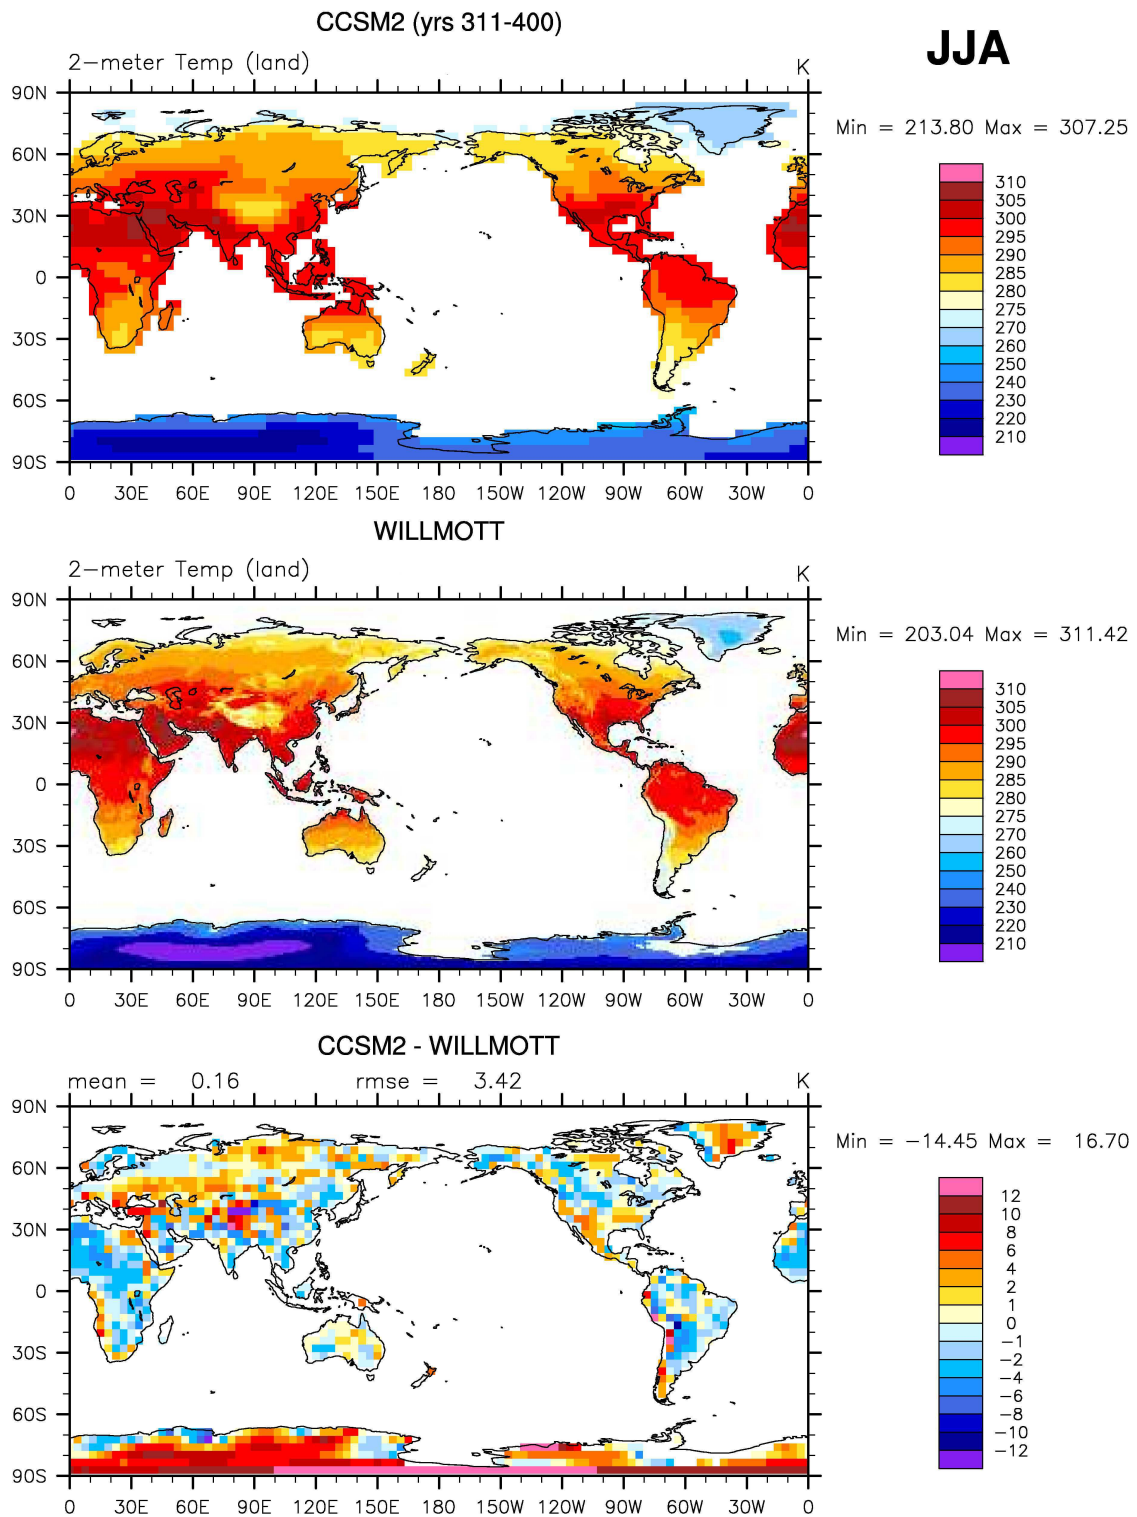 CCSM2 (yrs 311-400)
JJA
2-meter Temp (land) K
Min = 213.80 Max = 307.25
90N
60N
30N
0
30S
60S
90S
0 30E 60E 90E 120E 150E 180 150W 120W 90W 60W 30W 0
310
305
300
295
290
285
280
275
270
260
250
240
230
220
210
WILLMOTT
2-meter Temp (land) K
Min = 203.04 Max = 311.42
90N
60N
30N
0
30S
60S
90S
0 30E 60E 90E 120E 150E 180 150W 120W 90W 60W 30W 0
310
305
300
295
290
285
280
275
270
260
250
240
230
220
210
CCSM2 - WILLMOTT
mean = 0.16 rmse = 3.42 K
Min = -14.45 Max = 16.70
90N
60N
30N
0
30S
60S
90S
0 30E 60E 90E 120E 150E 180 150W 120W 90W 60W 30W 0
12
10
8
6
4
2
1
0
-1
-2
-4
-6
-8
-10
-12